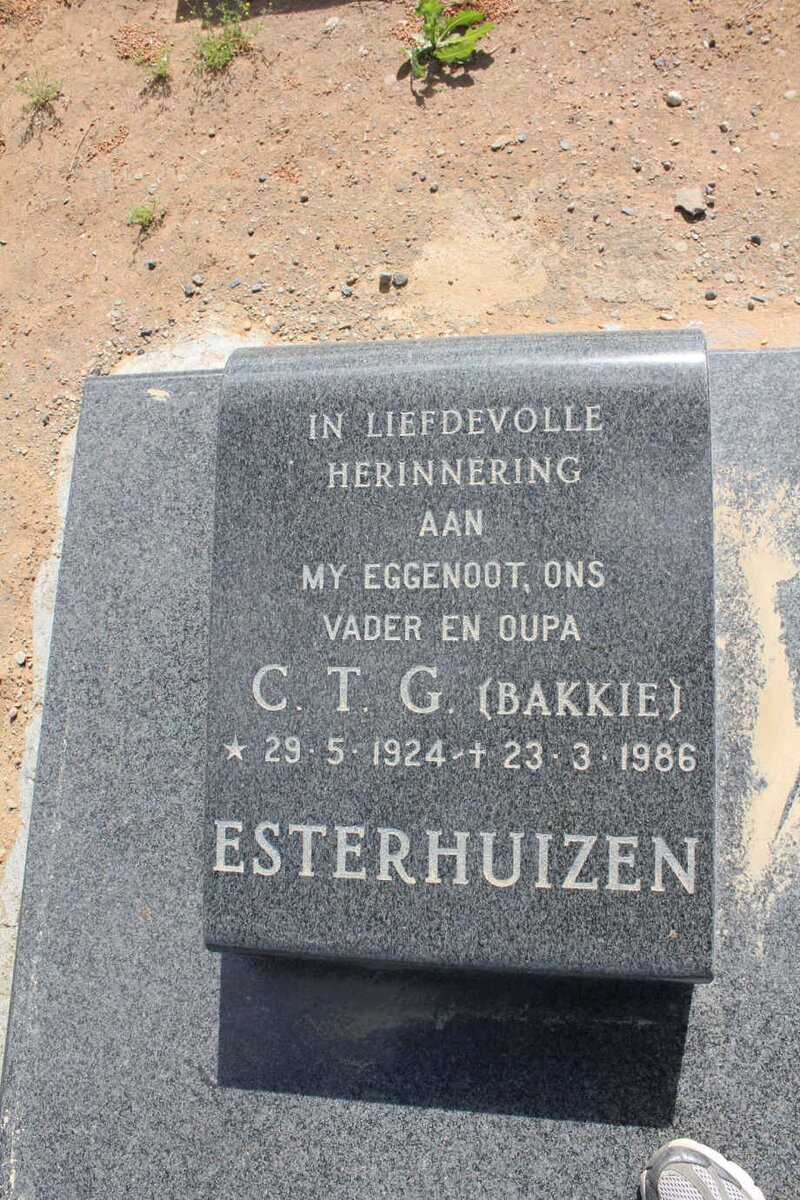 IN LIEFDEVOLLE
HERINNERING
AAN
MY EGGENOOT, ONS
VADER EN OUPA
C. T. G. (BAKKIE)
★ 29·5·1924 - ✝ 23·3·1986
ESTERHUIZEN